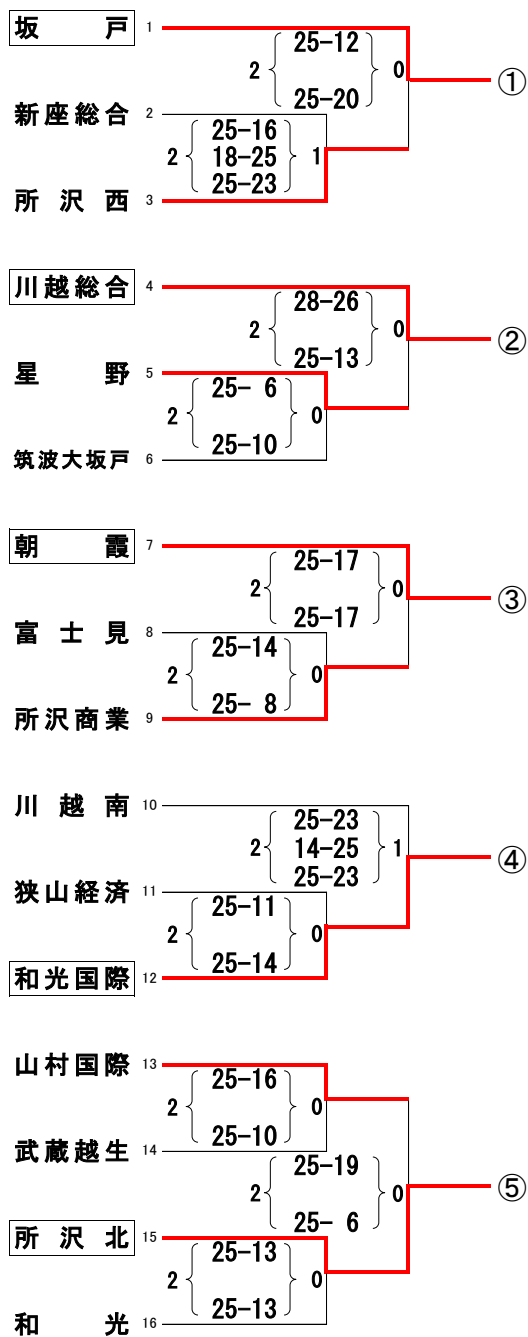 坂戸 1
25-12
2 0
25-20
①
新座総合 2
25-16
2 18-25 1
25-23
所沢西 3
川越総合 4
28-26
2 0
25-13
②
星野 5
25- 6
2 0
25-10
筑波大坂戸 6
朝霞 7
25-17
2 0
25-17
③
富士見 8
25-14
2 0
25- 8
所沢商業 9
川越南 10
25-23
2 14-25 1
25-23
④
狭山経済 11
25-11
2 0
25-14
和光国際 12
山村国際 13
25-16
2 0
25-10
武蔵越生 14
25-19
2 0
25- 6
⑤
所沢北 15
25-13
2 0
25-13
和光 16